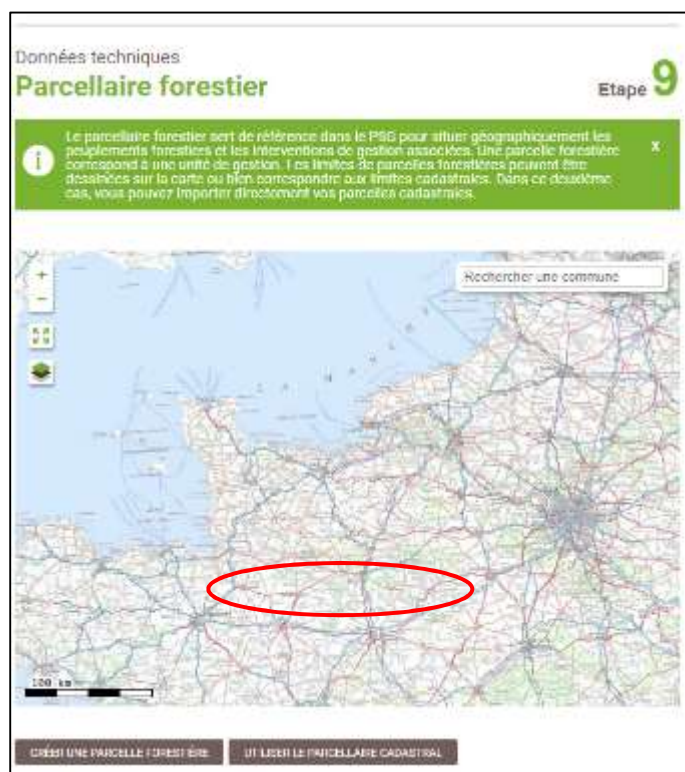 Données techniques
Parcellaire forestier
Etape 9
Le parcellaire forestier sert de référence dans le PSG pour situer géographiquement les
peuplements forestiers et les interventions de gestion associées. Une parcelle forestière
correspond à une unité de gestion. Les limites de parcelles forestières peuvent être
dessinées sur la carte ou bien correspondre aux limites cadastrales. Dans ce deuxième
cas, vous pouvez importer directement vos parcelles cadastrales.
x
i
+
Rechercher une commune
-
LA MANCHE
100 km
CRÉER UNE PARCELLE FORESTIÈRE
UTILISER LE PARCELLAIRE CADASTRAL